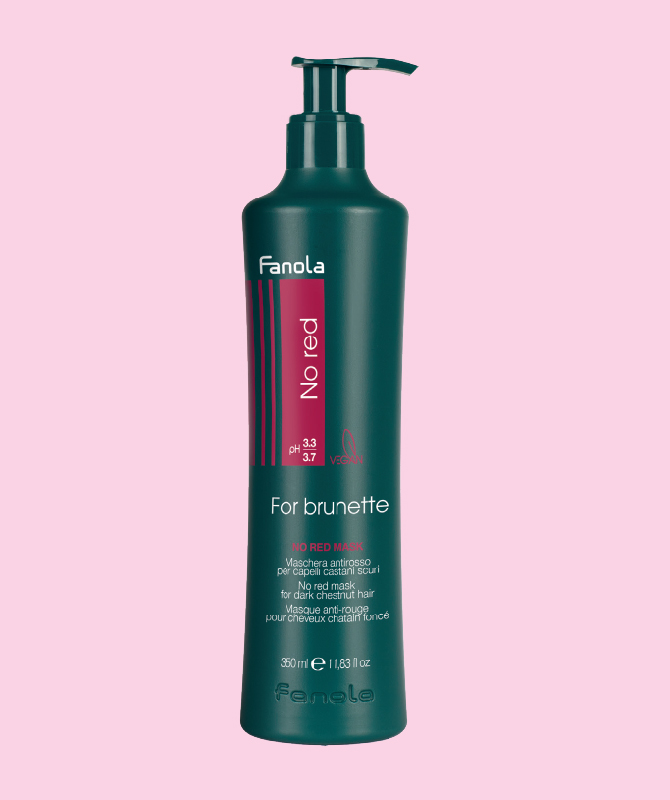 Fanola
No red
pH 3.3
3.7
VEGAN
For brunette
NO RED MASK
Maschera antirosso
per capelli castani scuri
No red mask
for dark chestnut hair
Masque anti-rouge
pour cheveux châtain foncé
350 ml ℮ 11,83 fl oz
fanola